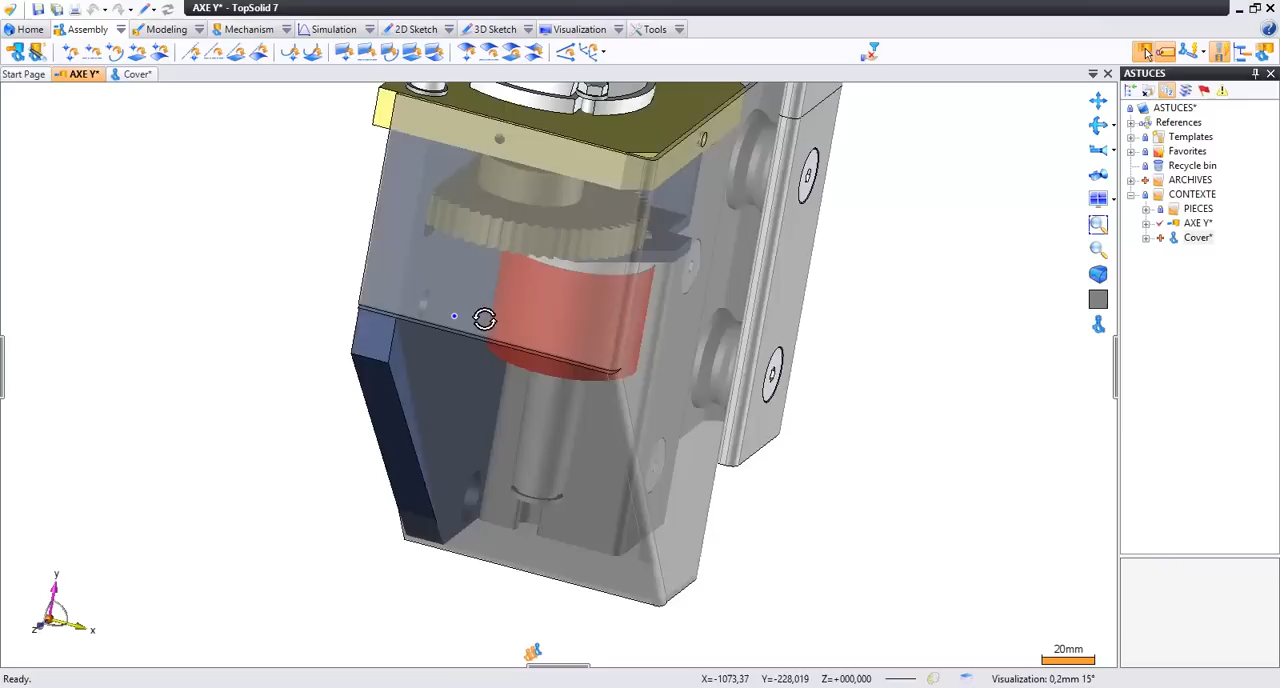 AXE Y* - TopSolid 7
Home Assembly Modeling Mechanism Simulation 2D Sketch 3D Sketch Visualization Tools
Start Page AXE Y* Cover*
ASTUCES
ASTUCES*
References
Templates
Favorites
Recycle bin
ARCHIVES
CONTEXTE
PIECES
AXE Y*
Cover*
y
z x
20mm
Ready. X=-1073,37 Y=-228,019 Z=+000,000 Visualization: 0,2mm 15°